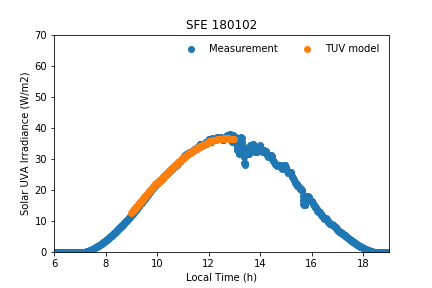 SFE 180102
Measurement
TUV model
70
60
50
40
30
20
10
0
Solar UVA Irradiance (W/m2)
6 8 10 12 14 16 18
Local Time (h)